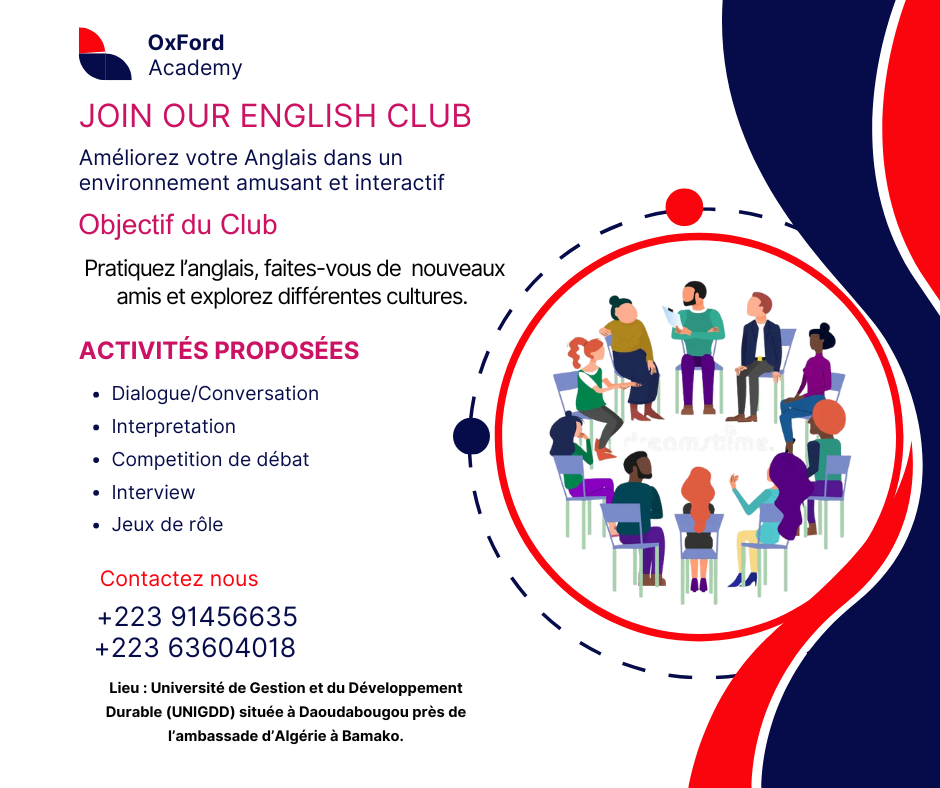 OxFord
Academy
JOIN OUR ENGLISH CLUB
Améliorez votre Anglais dans un
environnement amusant et interactif
Objectif du Club
Pratiquez l’anglais, faites-vous de nouveaux
amis et explorez différentes cultures.
ACTIVITÉS PROPOSÉES
• Dialogue/Conversation
• Interpretation
• Competition de débat
• Interview
• Jeux de rôle
Contactez nous
+223 91456635
+223 63604018
Lieu : Université de Gestion et du Développement
Durable (UNIGDD) située à Daoudabougou près de
l’ambassade d’Algérie à Bamako.
dreamstime.